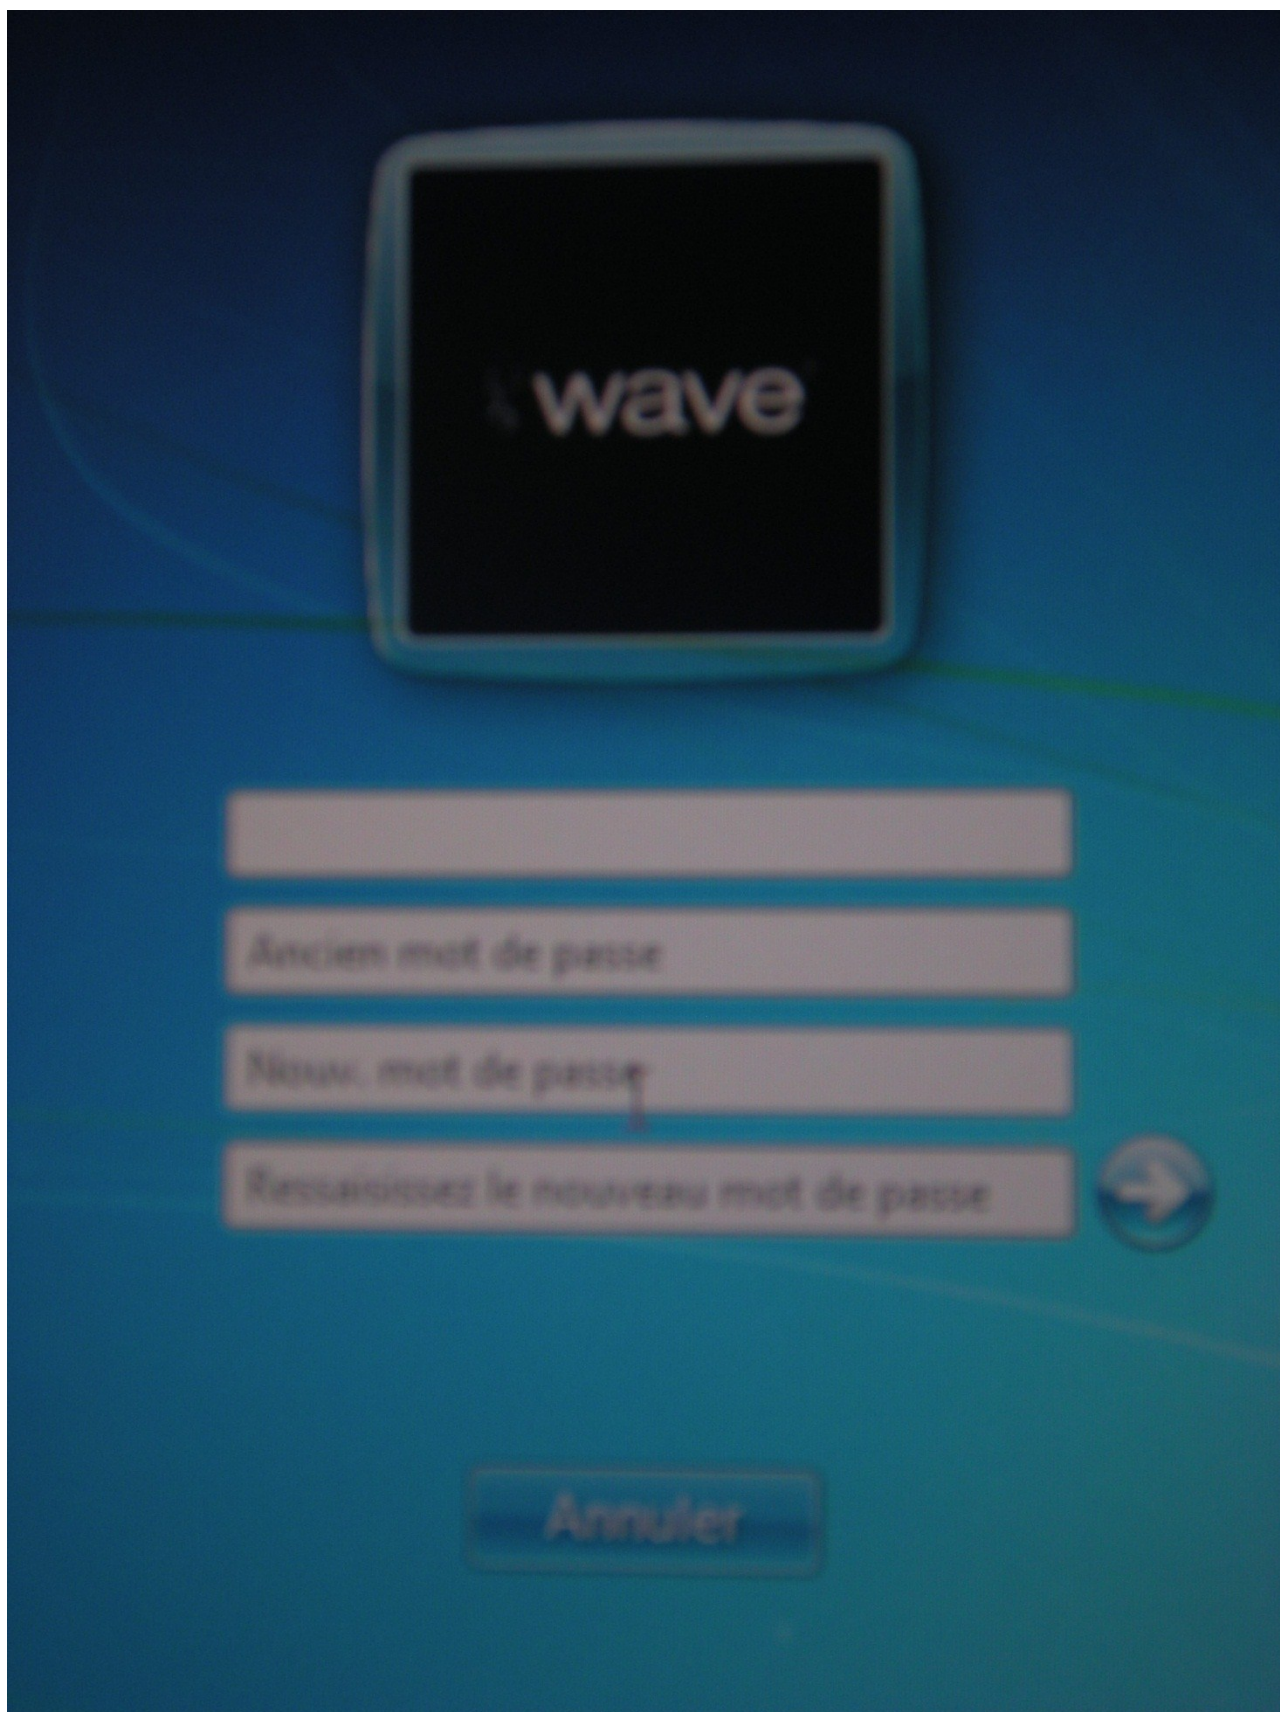 wave
Ancien mot de passe
Nouv. mot de passe
Ressaisissez le nouveau mot de passe
Annuler